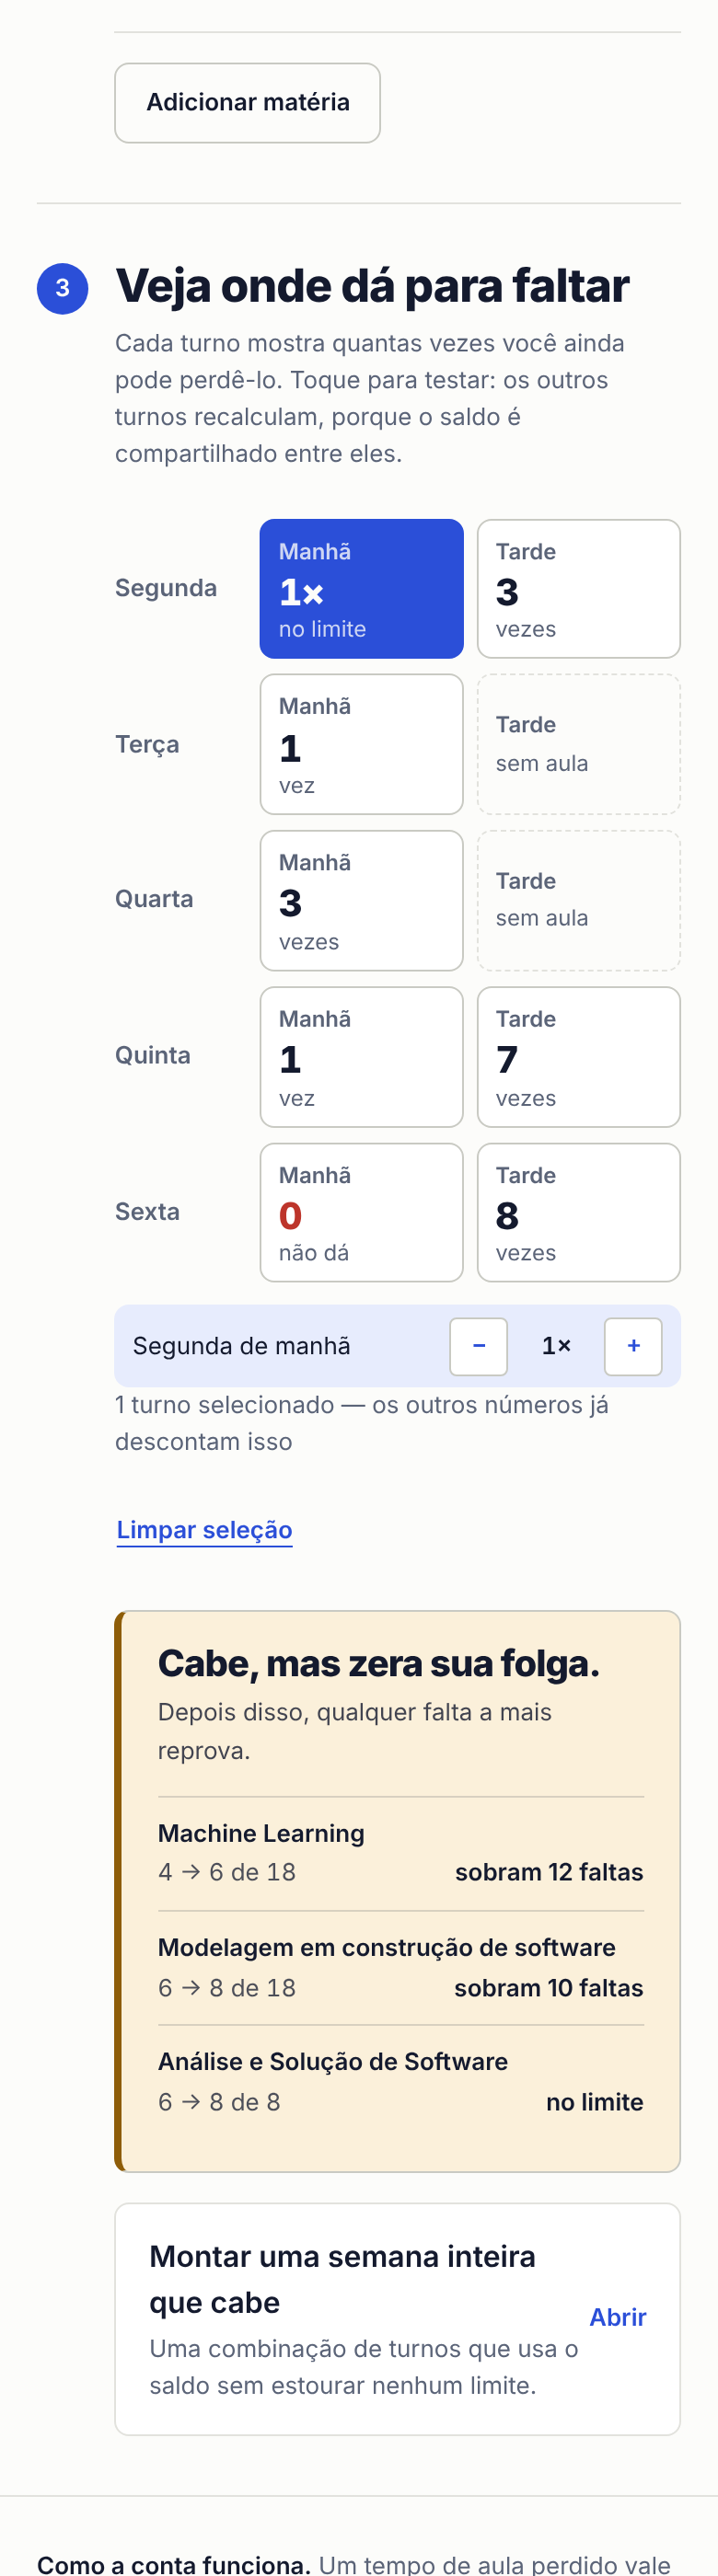 Adicionar matéria
3
Veja onde dá para faltar
Cada turno mostra quantas vezes você ainda
pode perdê-lo. Toque para testar: os outros
turnos recalculam, porque o saldo é
compartilhado entre eles.
Segunda
Manhã
1×
no limite
Tarde
3
vezes
Terça
Manhã
1
vez
Tarde
sem aula
Quarta
Manhã
3
vezes
Tarde
sem aula
Quinta
Manhã
1
vez
Tarde
7
vezes
Sexta
Manhã
0
não dá
Tarde
8
vezes
Segunda de manhã − 1× +
1 turno selecionado — os outros números já
descontam isso
Limpar seleção
Cabe, mas zera sua folga.
Depois disso, qualquer falta a mais
reprova.
Machine Learning
4 → 6 de 18 sobram 12 faltas
Modelagem em construção de software
6 → 8 de 18 sobram 10 faltas
Análise e Solução de Software
6 → 8 de 8 no limite
Montar uma semana inteira
que cabe
Abrir
Uma combinação de turnos que usa o
saldo sem estourar nenhum limite.
Como a conta funciona. Um tempo de aula perdido vale